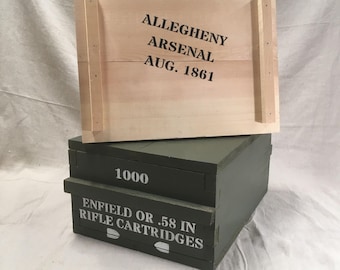 ALLEGHENY
ARSENAL
AUG. 1861
1000
ENFIELD OR .58 IN
RIFLE CARTRIDGES